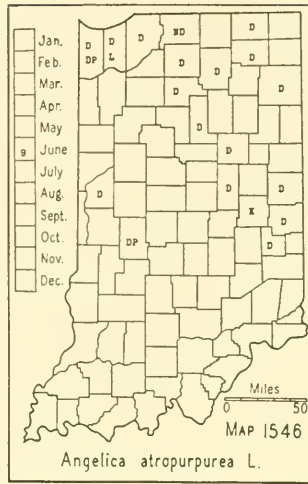 Jan.
Feb.
Mar.
Apr.
May
9 June
July
Aug.
Sept.
Oct.
Nov.
Dec.
D D D ND D
DP L D D D
D D
D
D
D D D
K
DP D D
Miles
0 50
MAP 1546
Angelica atropurpurea L.